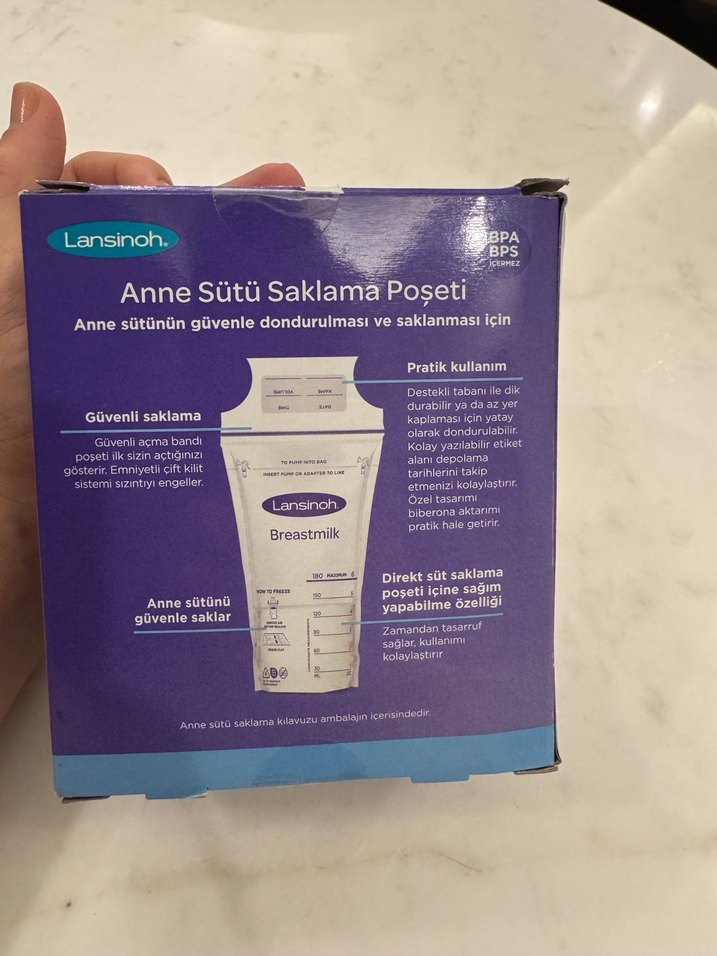 Lansinoh®
BPA
BPS
İÇERMEZ
Anne Sütü Saklama Poşeti
Anne sütünün güvenle dondurulması ve saklanması için
Güvenli saklama
Güvenli açma bandı
poşeti ilk sizin açtığınızı
gösterir. Emniyetli çift kilit
sistemi sızıntıyı engeller.
Pratik kullanım
Destekli tabanı ile dik
durabilir ya da az yer
kaplaması için yatay
olarak dondurulabilir.
Kolay yazılabilir etiket
alanı depolama
tarihlerini takip
etmenizi kolaylaştırır.
Özel tasarımı
biberona aktarımı
pratik hale getirir.
VOLUME NAME
TIME DATE
TO PUMP INTO BAG
INSERT PUMP OR ADAPTER TO LINE
Lansinoh®
Breastmilk
180 MAXIMUM 6
150 5
120
90
60
30
ML OZ
HOW TO FREEZE
Anne sütünü
güvenle saklar
Direkt süt saklama
poşeti içine sağım
yapabilme özelliği
Zamandan tasarruf
sağlar, kullanımı
kolaylaştırır
Anne sütü saklama kılavuzu ambalajın içerisindedir.